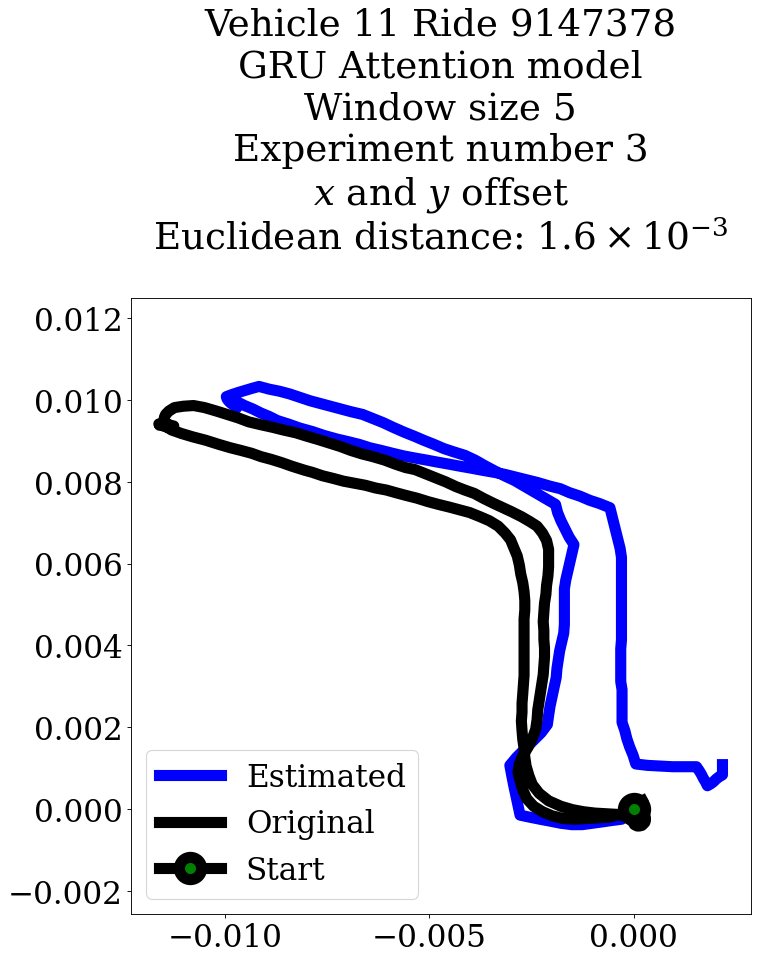 Vehicle 11 Ride 9147378
GRU Attention model
Window size 5
Experiment number 3
x and y offset
Euclidean distance: 1.6 × 10⁻³
0.012
0.010
0.008
0.006
0.004
0.002
0.000
−0.002
Estimated
Original
Start
−0.010 −0.005 0.000